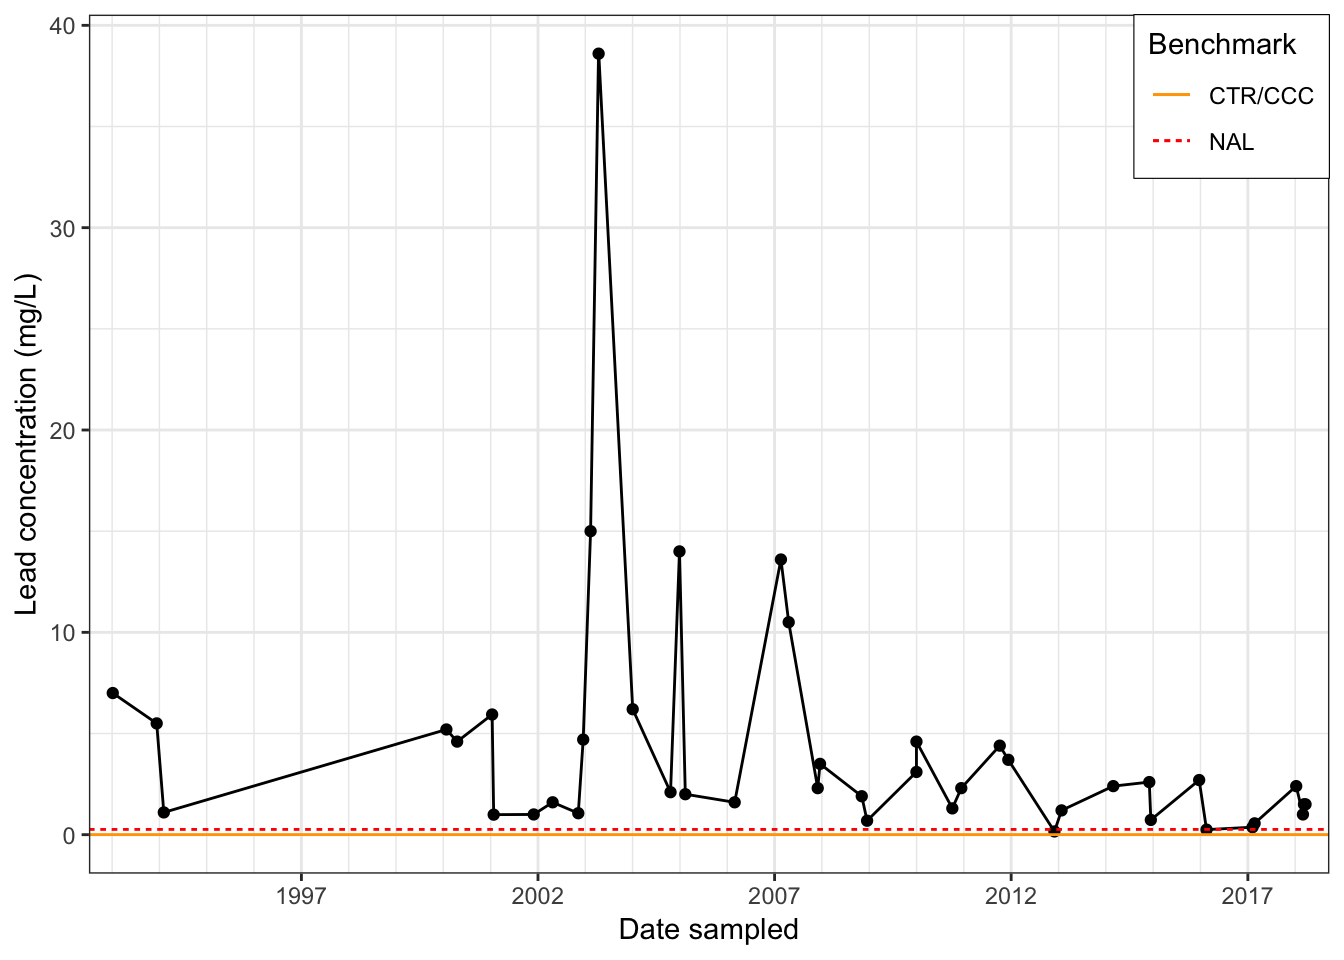 40
30
20
10
0
Lead concentration (mg/L)
1997 2002 2007 2012 2017
Date sampled
Benchmark
CTR/CCC
NAL